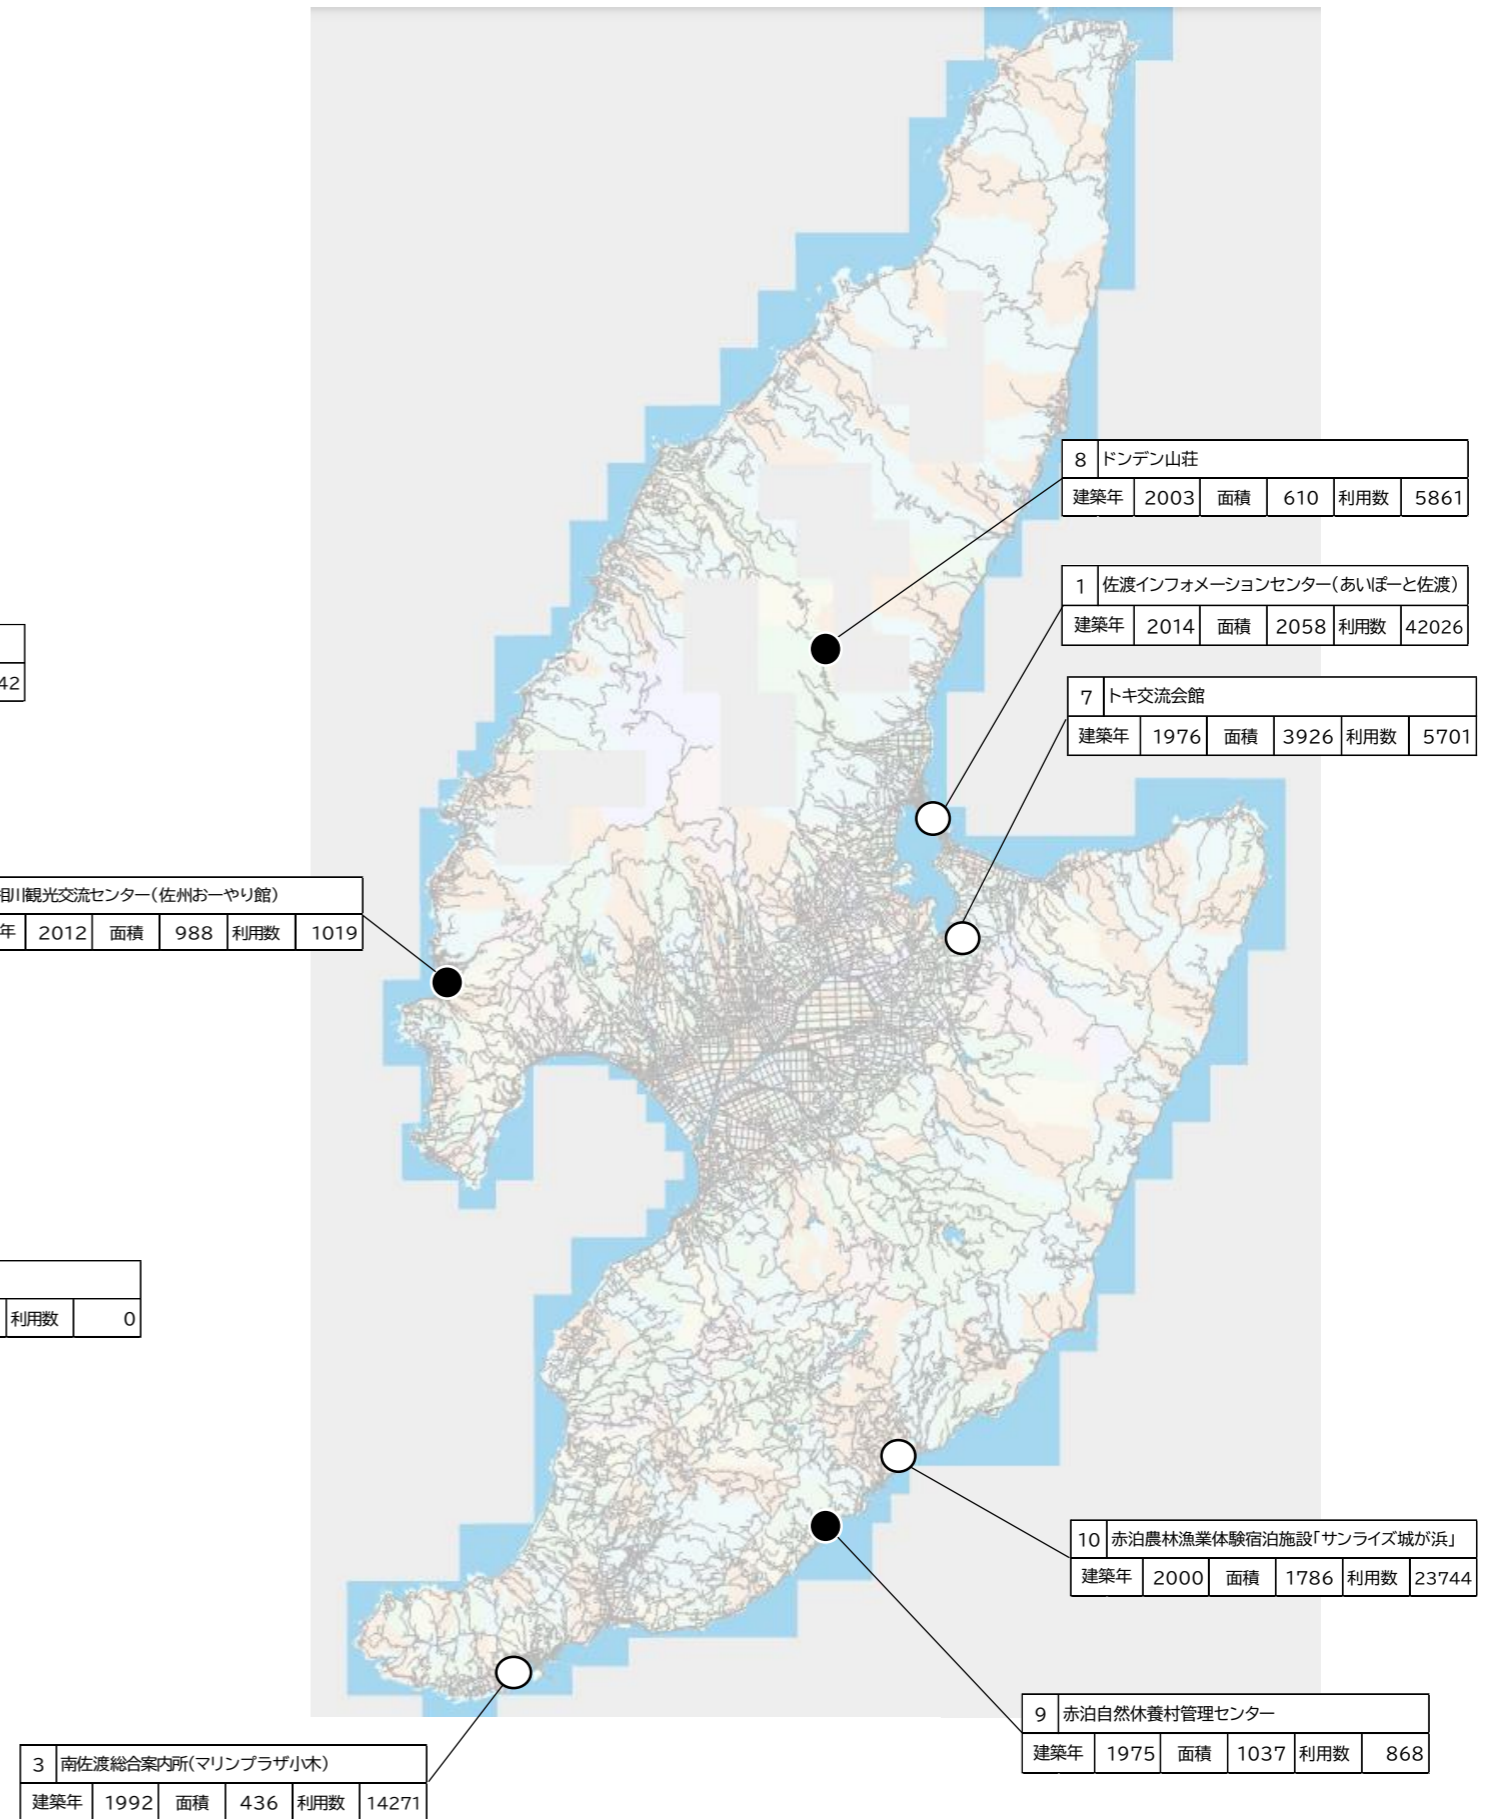 8 ドンデン山荘
建築年 2003 面積 610 利用数 5861
1 佐渡インフォメーションセンター(あいぽーと佐渡)
建築年 2014 面積 2058 利用数 42026
42
7 トキ交流会館
建築年 1976 面積 3926 利用数 5701
相川観光交流センター(佐州おーやり館)
年 2012 面積 988 利用数 1019
利用数 0
10 赤泊農林漁業体験宿泊施設「サンライズ城が浜」
建築年 2000 面積 1786 利用数 23744
9 赤泊自然休養村管理センター
建築年 1975 面積 1037 利用数 868
3 南佐渡総合案内所(マリンプラザ小木)
建築年 1992 面積 436 利用数 14271